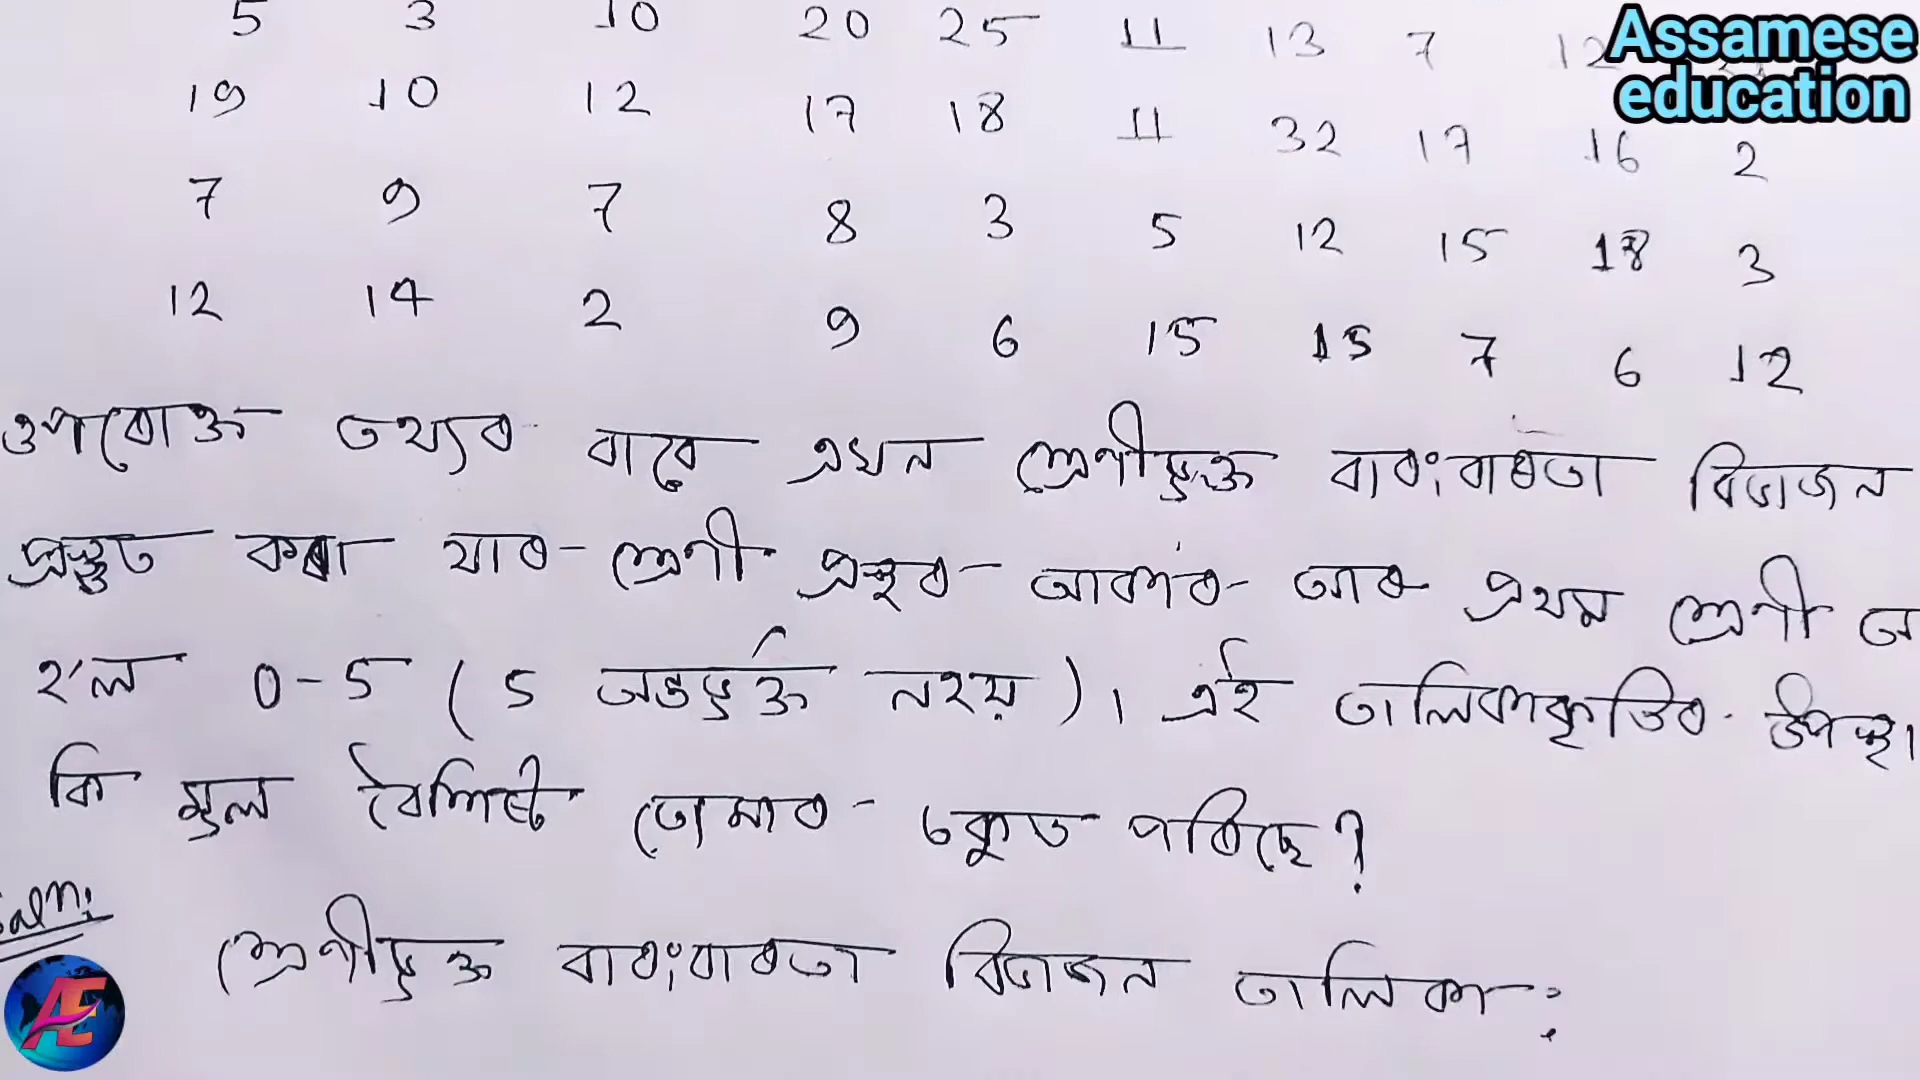 5 3 10 20 25 11 13 7 12
19 10 12 17 18 11 32 17 16 2
7 9 7 8 3 5 12 15 18 3
12 14 2 9 6 15 15 7 6 12
ওপৰোক্ত তথ্যৰ বাবে এখন শ্ৰেণীভুক্ত বাৰংবাৰতা বিভাজন
প্ৰস্তুত কৰা যাৰ শ্ৰেণী প্ৰস্থৰ আকাৰ আৰু প্ৰথম শ্ৰেণী
হ'ল 0-5 (5 অন্তৰ্ভুক্ত নহয়)। এই তালিকাকৃতিৰ
কি মূল বৈশিষ্ট তোমাৰ চকুত পৰিছে?
Soln:
শ্ৰেণীভুক্ত বাৰংবাৰতা বিভাজন তালিকা:
Assamese
education
AE